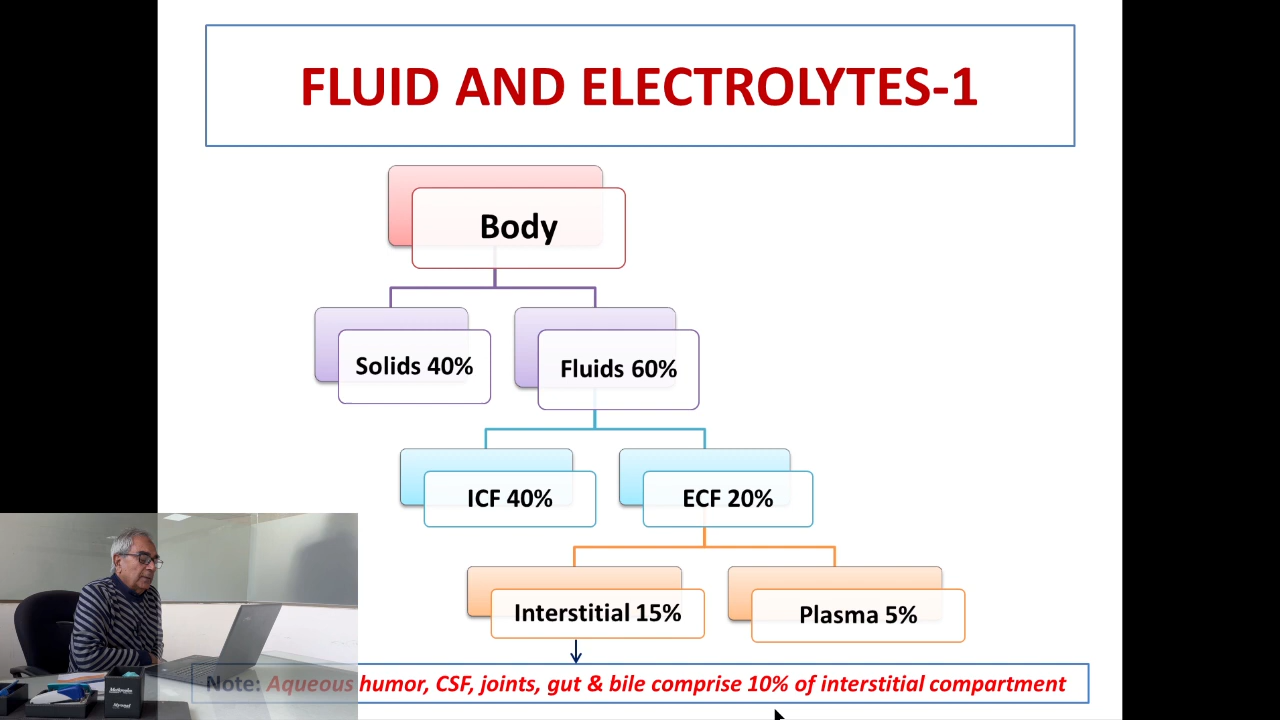 FLUID AND ELECTROLYTES-1
Body
Solids 40%
Fluids 60%
ICF 40%
ECF 20%
Interstitial 15%
Plasma 5%
Note: Aqueous humor, CSF, joints, gut & bile comprise 10% of interstitial compartment